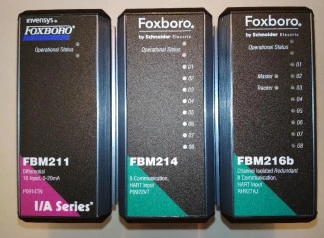 invensys
FOXBORO
Operational Status
FBM211
Differential
16 Input, 0-20mA
P0914TN
I/A Series
Foxboro
by Schneider Electric
Operational Status
01
02
03
04
05
06
07
08
FBM214
8 Communication,
HART Input
P0922VT
Foxboro
by Schneider Electric
Operational Status
01
Master 02
Tracker 03
04
05
06
07
08
FBM216b
Channel Isolated Redundant
8 Communication,
HART Input